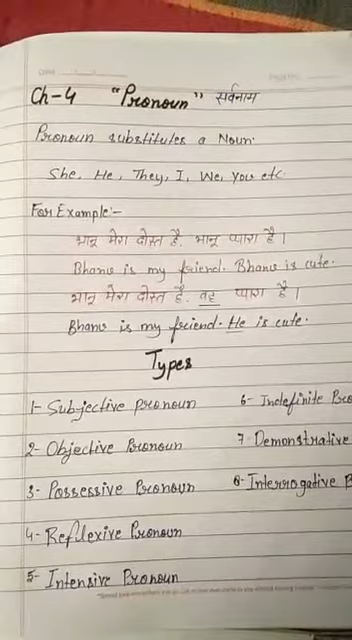 Ch-4 "Pronoun" सर्वनाम
Pronoun substitutes a Noun.
She, He, They, I, We, You etc
For Example:-
भानू मेरा दोस्त है. भानू प्यारा है।
Bhanu is my friend. Bhanu is cute.
भानू मेरा दोस्त है. वह प्यारा है।
Bhanu is my friend. He is cute.
Types
1- Subjective pronoun
2- Objective Pronoun
3- Possessive Pronoun
4- Reflexive Pronoun
5- Intensive Pronoun
6- Indefinite Pro
7- Demonstrative
8- Interrogative P